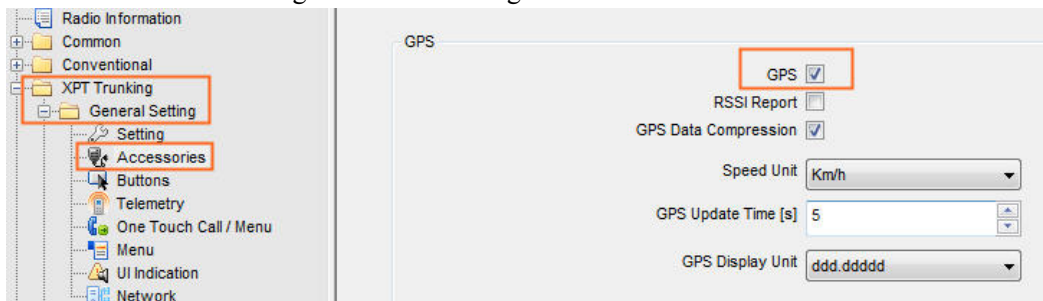 Radio Information
Common
Conventional
XPT Trunking
General Setting
Setting
Accessories
Buttons
Telemetry
One Touch Call / Menu
Menu
UI Indication
Network
GPS
GPS
RSSI Report
GPS Data Compression
Speed Unit Km/h
GPS Update Time [s] 5
GPS Display Unit ddd.ddddd